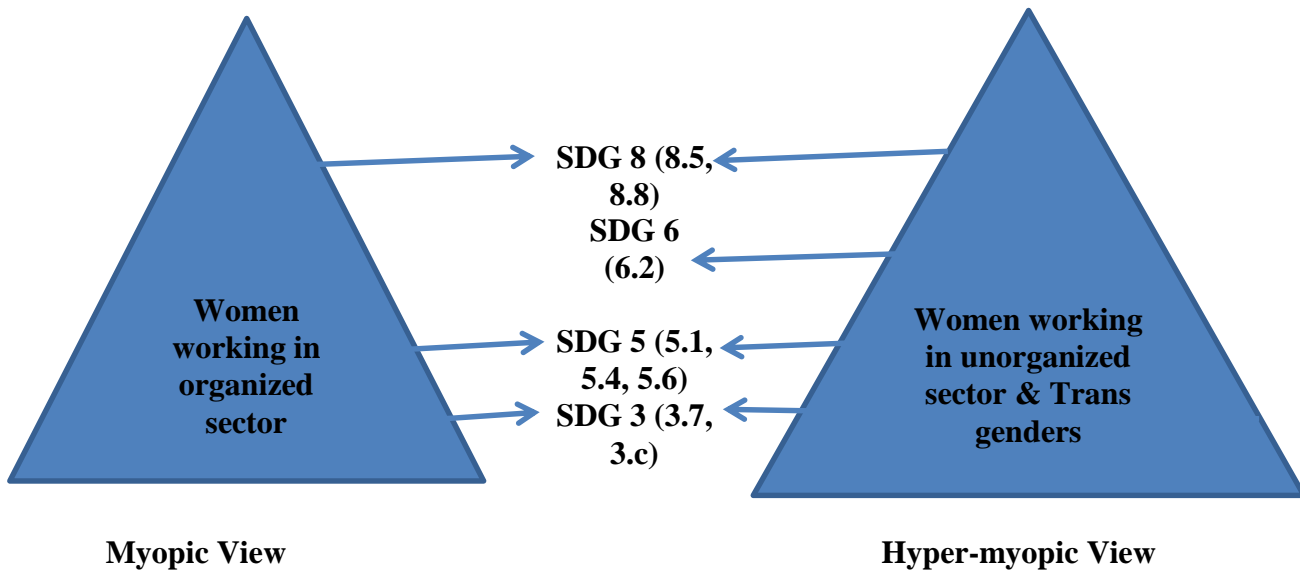 SDG 8 (8.5,
8.8)
SDG 6
(6.2)
Women
working in
organized
sector
SDG 5 (5.1,
5.4, 5.6)
SDG 3 (3.7,
3.c)
Women working
in unorganized
sector & Trans
genders
Myopic View
Hyper-myopic View